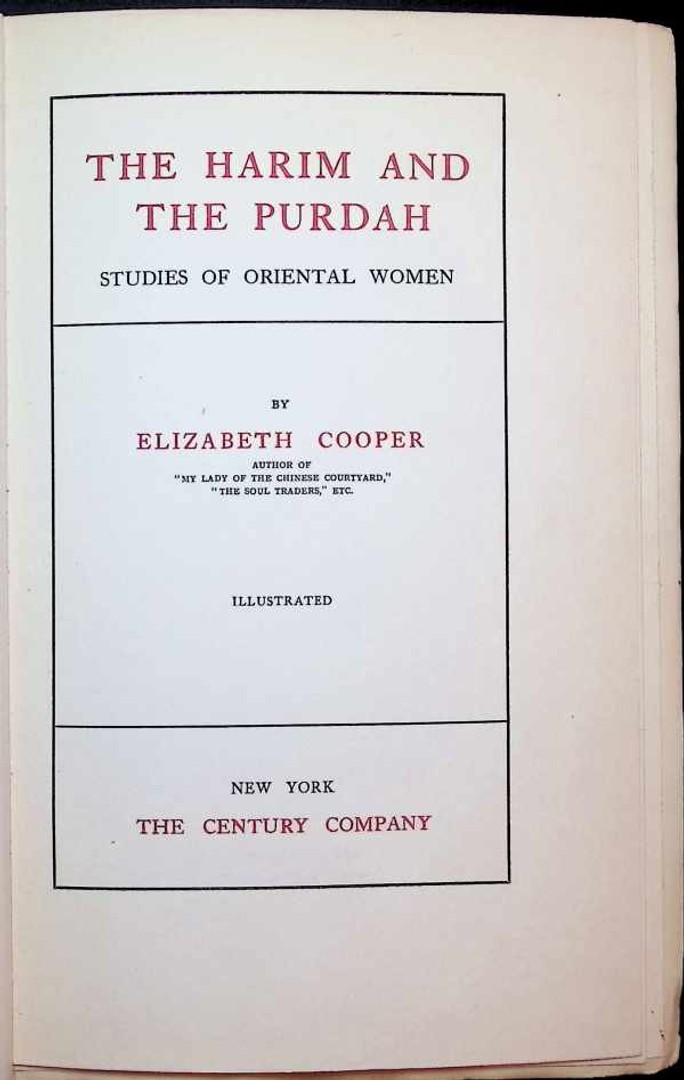 THE HARIM AND
THE PURDAH
STUDIES OF ORIENTAL WOMEN
BY
ELIZABETH COOPER
AUTHOR OF
"MY LADY OF THE CHINESE COURTYARD,"
"THE SOUL TRADERS," ETC.
ILLUSTRATED
NEW YORK
THE CENTURY COMPANY